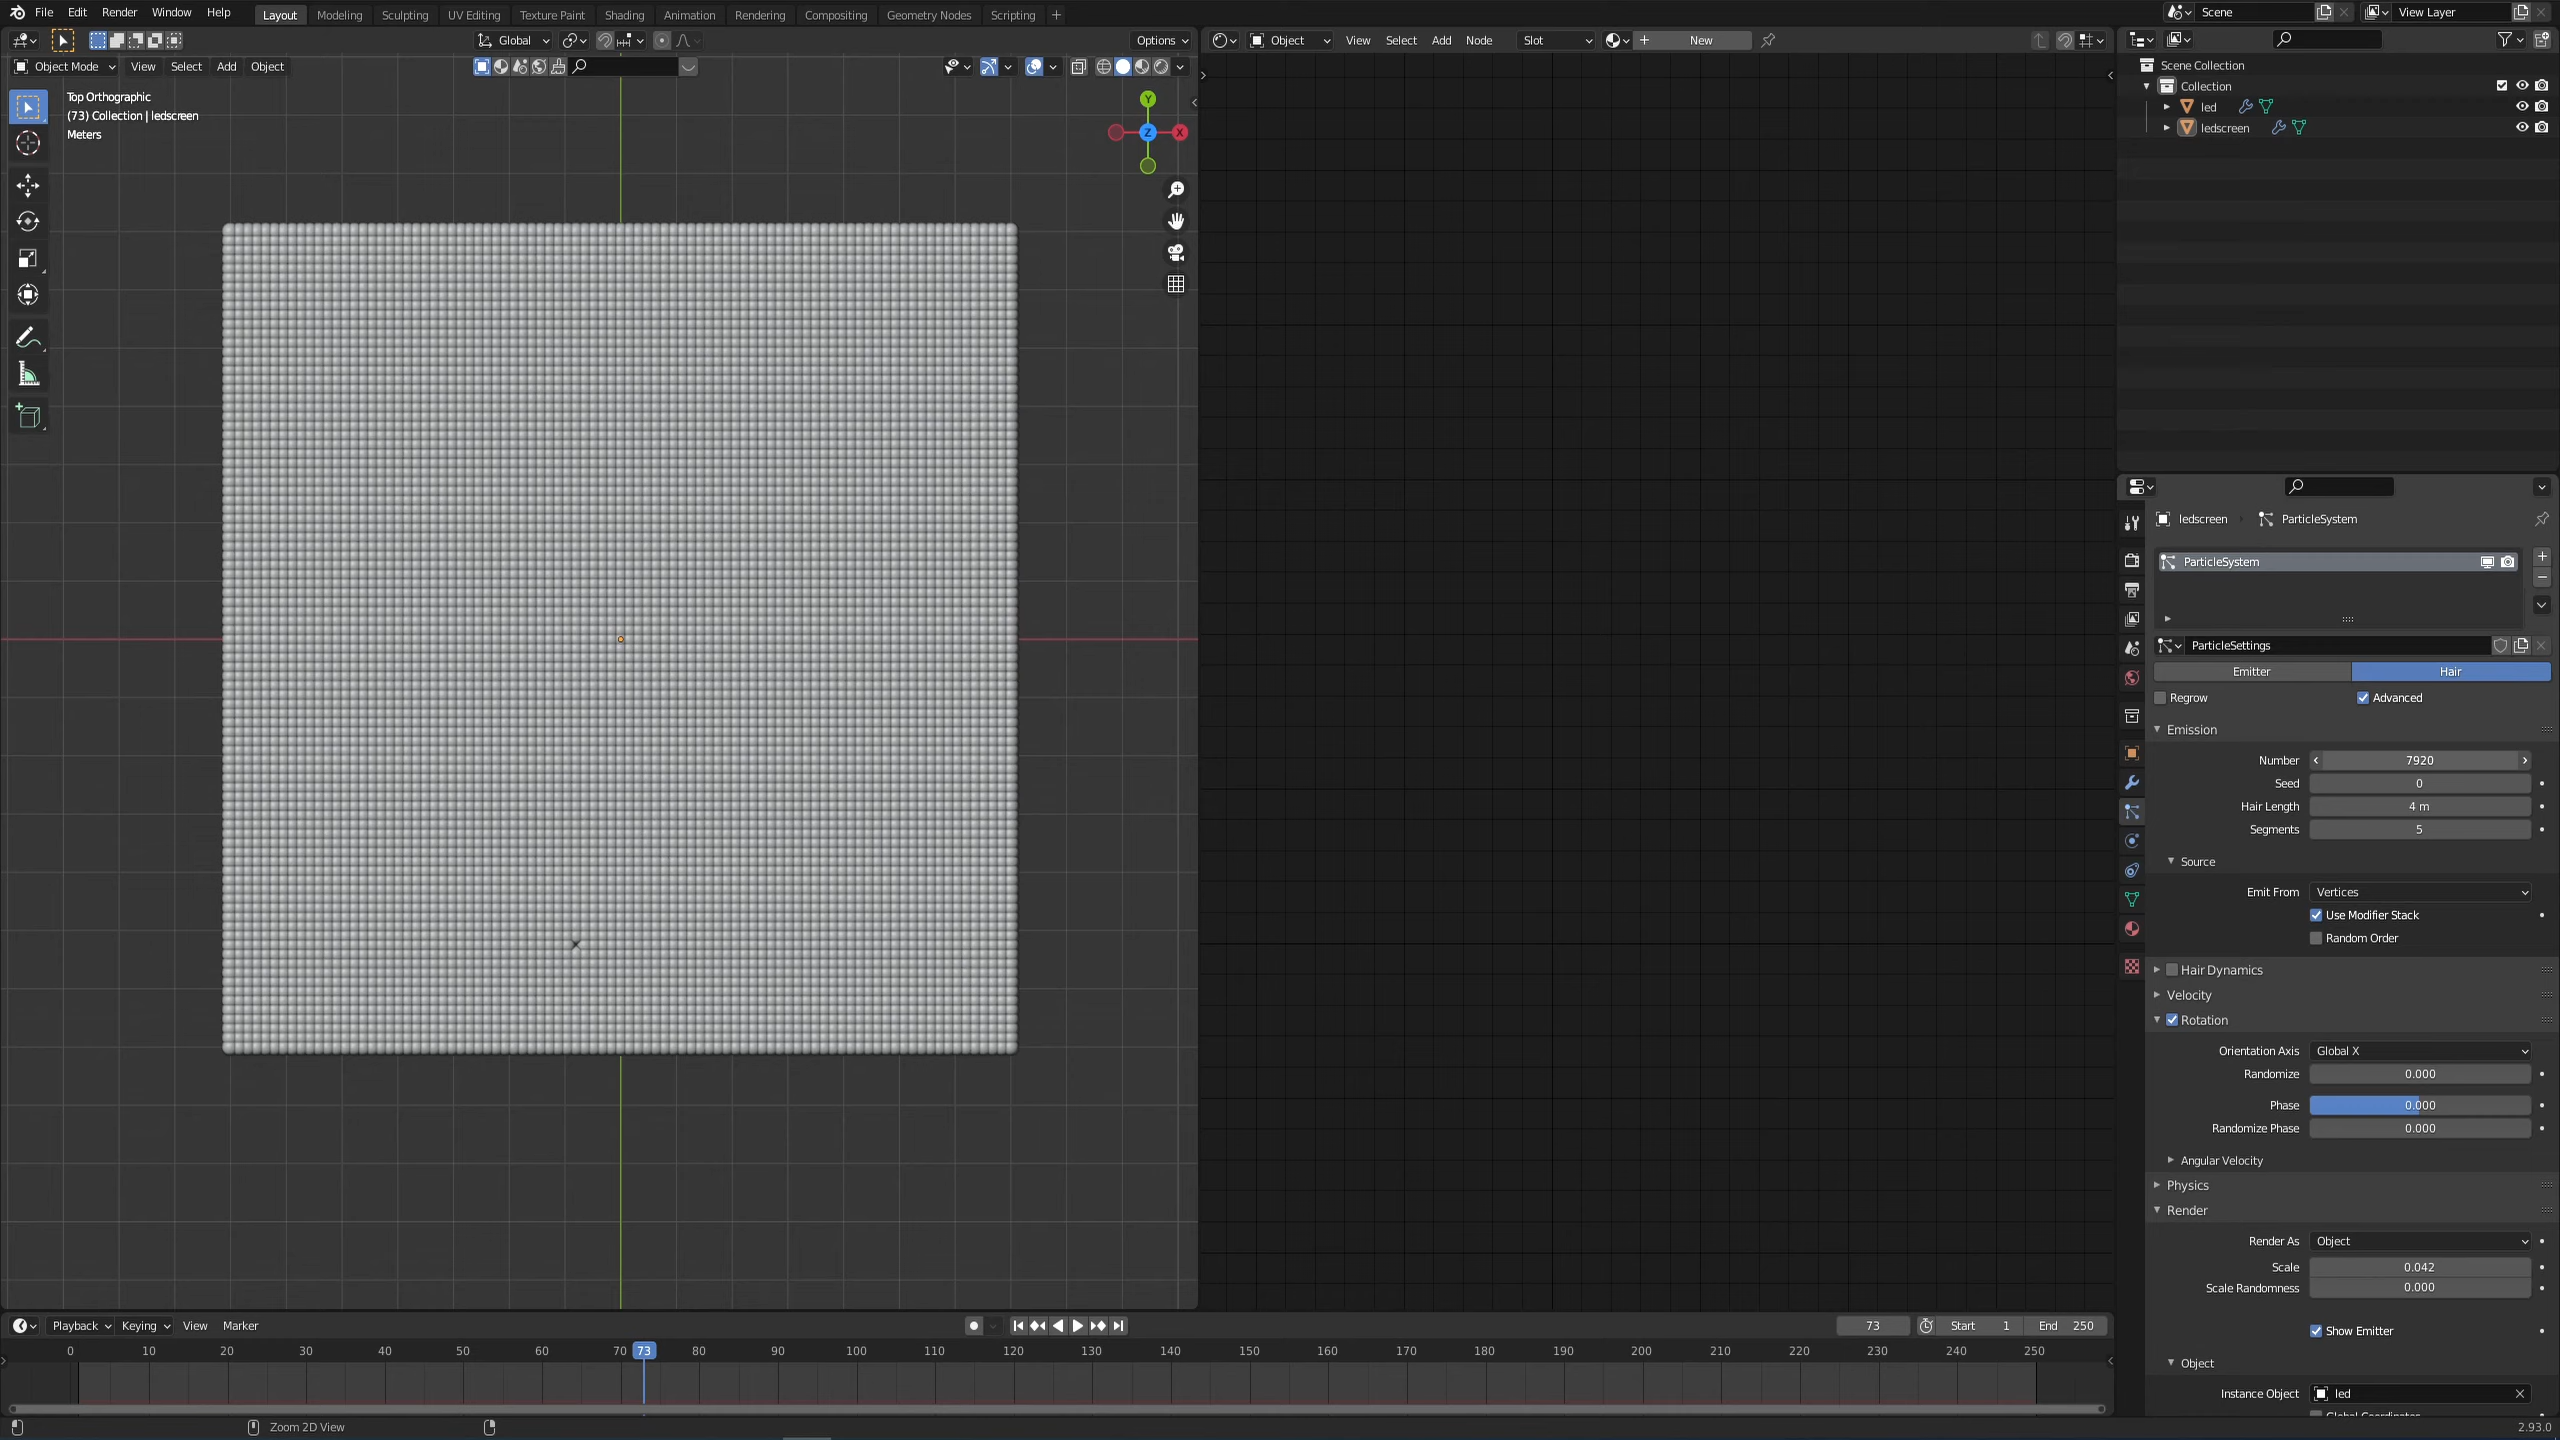 File Edit Render Window Help Layout Modeling Sculpting UV Editing Texture Paint Shading Animation Rendering Compositing Geometry Nodes Scripting + Scene View Layer
Global Options Object View Select Add Node Slot New
Object Mode View Select Add Object
Top Orthographic
(73) Collection | ledscreen
Meters
Y
Z X
Scene Collection
Collection
led
ledscreen
ledscreen ParticleSystem
ParticleSystem
ParticleSettings
Emitter Hair
Regrow Advanced
Emission
Number 7920
Seed 0
Hair Length 4 m
Segments 5
Source
Emit From Vertices
Use Modifier Stack
Random Order
Hair Dynamics
Velocity
Rotation
Orientation Axis Global X
Randomize 0.000
Phase 0.000
Randomize Phase 0.000
Angular Velocity
Physics
Render
Render As Object
Scale 0.042
Scale Randomness 0.000
Show Emitter
Object
Instance Object led
Playback Keying View Marker 73 Start 1 End 250
0 10 20 30 40 50 60 70 73 80 90 100 110 120 130 140 150 160 170 180 190 200 210 220 230 240 250
Zoom 2D View 2.93.0